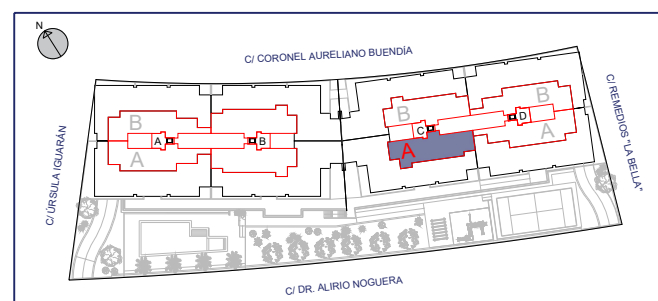 N
C/ CORONEL AURELIANO BUENDÍA
C/ REMEDIOS "LA BELLA"
C/ ÚRSULA IGUARÁN
B
A
B
A
B
C
A
B
D
A
C/ DR. ALIRIO NOGUERA